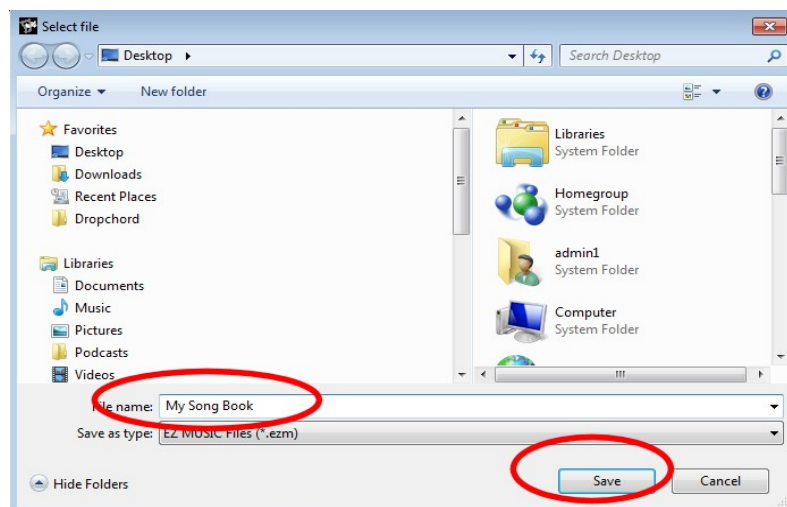 Select file
Desktop
Search Desktop
Organize
New folder
Favorites
Desktop
Downloads
Recent Places
Dropchord
Libraries
Documents
Music
Pictures
Podcasts
Videos
Libraries
System Folder
Homegroup
System Folder
admin1
System Folder
Computer
System Folder
File name: My Song Book
Save as type: EZ MUSIC Files (*.ezm)
Hide Folders
Save
Cancel